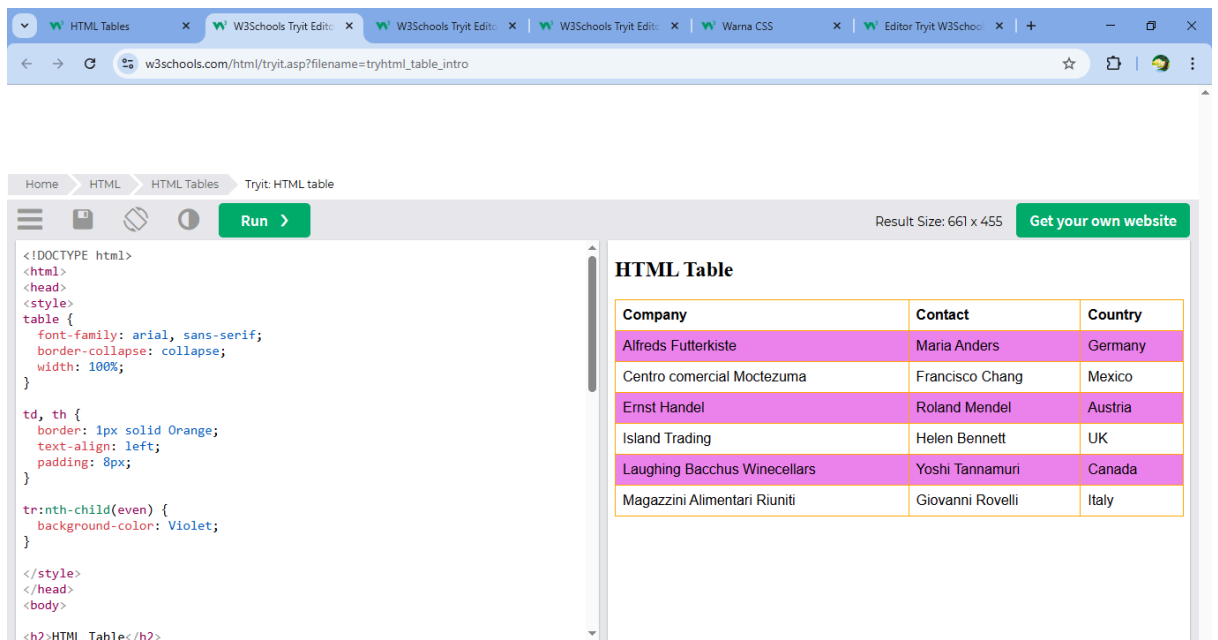 HTML Tables
W3Schools Tryit Edito
W3Schools Tryit Edito
W3Schools Tryit Edito
Warna CSS
Editor Tryit W3School
w3schools.com/html/tryit.asp?filename=tryhtml_table_intro
Home HTML HTML Tables Tryit: HTML table
Run ❯ Result Size: 661 x 455 Get your own website
<!DOCTYPE html>
<html>
<head>
<style>
table {
  font-family: arial, sans-serif;
  border-collapse: collapse;
  width: 100%;
}

td, th {
  border: 1px solid Orange;
  text-align: left;
  padding: 8px;
}

tr:nth-child(even) {
  background-color: Violet;
}

</style>
</head>
<body>

<h2>HTML Table</h2>
HTML Table
Company Contact Country
Alfreds Futterkiste Maria Anders Germany
Centro comercial Moctezuma Francisco Chang Mexico
Ernst Handel Roland Mendel Austria
Island Trading Helen Bennett UK
Laughing Bacchus Winecellars Yoshi Tannamuri Canada
Magazzini Alimentari Riuniti Giovanni Rovelli Italy